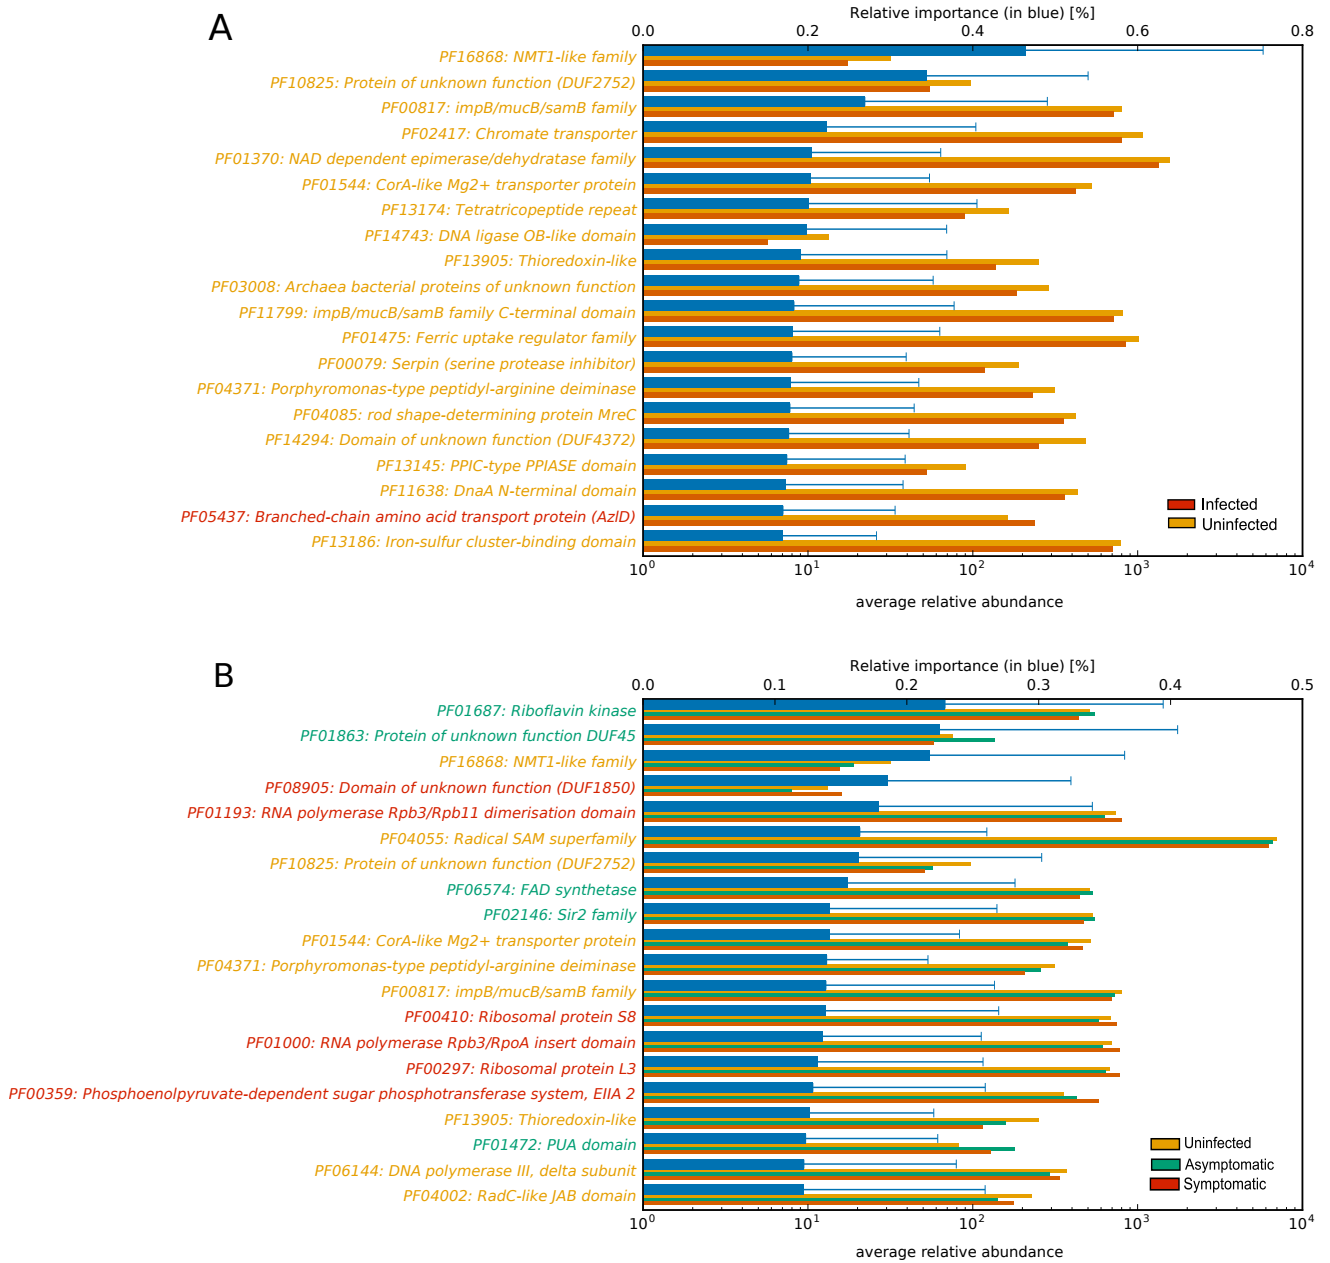 A
Relative importance (in blue) [%]
0.0 0.2 0.4 0.6 0.8
PF16868: NMT1-like family
PF10825: Protein of unknown function (DUF2752)
PF00817: impB/mucB/samB family
PF02417: Chromate transporter
PF01370: NAD dependent epimerase/dehydratase family
PF01544: CorA-like Mg2+ transporter protein
PF13174: Tetratricopeptide repeat
PF14743: DNA ligase OB-like domain
PF13905: Thioredoxin-like
PF03008: Archaea bacterial proteins of unknown function
PF11799: impB/mucB/samB family C-terminal domain
PF01475: Ferric uptake regulator family
PF00079: Serpin (serine protease inhibitor)
PF04371: Porphyromonas-type peptidyl-arginine deiminase
PF04085: rod shape-determining protein MreC
PF14294: Domain of unknown function (DUF4372)
PF13145: PPIC-type PPIASE domain
PF11638: DnaA N-terminal domain
PF05437: Branched-chain amino acid transport protein (AzlD)
PF13186: Iron-sulfur cluster-binding domain
Infected
Uninfected
10^0 10^1 10^2 10^3 10^4
average relative abundance
B
Relative importance (in blue) [%]
0.0 0.1 0.2 0.3 0.4 0.5
PF01687: Riboflavin kinase
PF01863: Protein of unknown function DUF45
PF16868: NMT1-like family
PF08905: Domain of unknown function (DUF1850)
PF01193: RNA polymerase Rpb3/Rpb11 dimerisation domain
PF04055: Radical SAM superfamily
PF10825: Protein of unknown function (DUF2752)
PF06574: FAD synthetase
PF02146: Sir2 family
PF01544: CorA-like Mg2+ transporter protein
PF04371: Porphyromonas-type peptidyl-arginine deiminase
PF00817: impB/mucB/samB family
PF00410: Ribosomal protein S8
PF01000: RNA polymerase Rpb3/RpoA insert domain
PF00297: Ribosomal protein L3
PF00359: Phosphoenolpyruvate-dependent sugar phosphotransferase system, EIIA 2
PF13905: Thioredoxin-like
PF01472: PUA domain
PF06144: DNA polymerase III, delta subunit
PF04002: RadC-like JAB domain
Uninfected
Asymptomatic
Symptomatic
10^0 10^1 10^2 10^3 10^4
average relative abundance